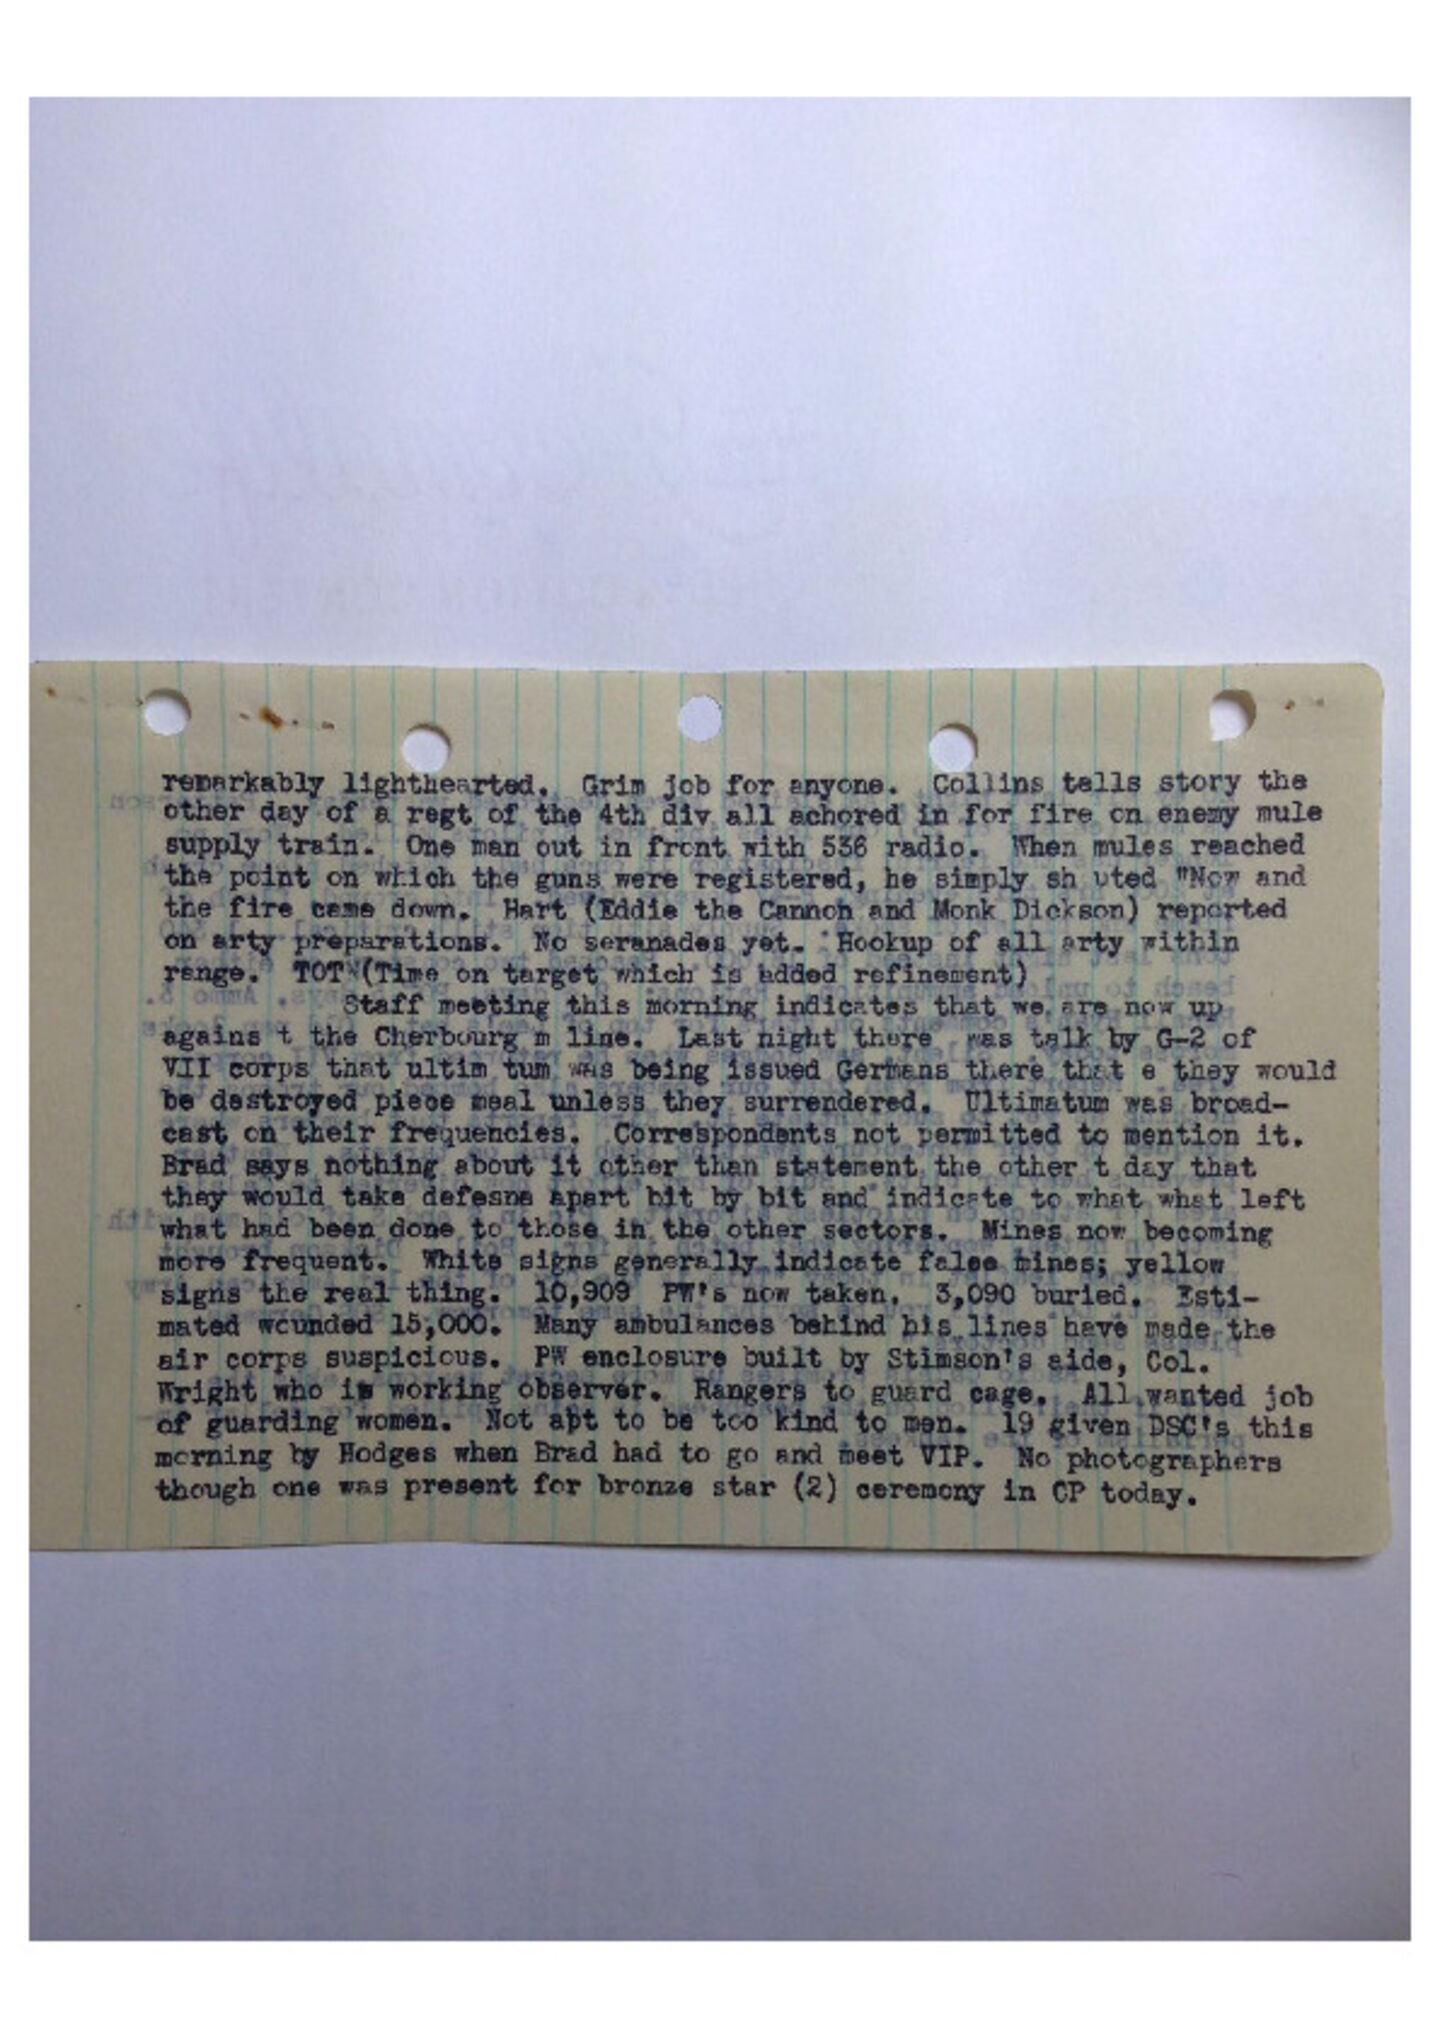 remarkably lighthearted. Grim job for anyone. Collins tells story the
other day of a regt of the 4th div all achored in for fire on enemy mule
supply train. One man out in front with 536 radio. When mules reached
the point on which the guns were registered, he simply sh uted "Now and
the fire came down. Hart (Eddie the Cannon and Monk Dickson) reported
on arty preparations. No seranades yet. Hookup of all arty within
range. TOT (Time on target which is added refinement)
Staff meeting this morning indicates that we are now up
agains t the Cherbourg m line. Last night there was talk by G-2 of
VII corps that ultim tum was being issued Germans there that e they would
be destroyed piece meal unless they surrendered. Ultimatum was broad-
cast on their frequencies. Correspondents not permitted to mention it.
Brad says nothing about it other than statement the other t day that
they would take defesne apart bit by bit and indicate to what what left
what had been done to those in the other sectors. Mines now becoming
more frequent. White signs generally indicate false mines; yellow
signs the real thing. 10,909 PW's now taken. 3,090 buried. Esti-
mated wounded 15,000. Many ambulances behind his lines have made the
air corps suspicious. PW enclosure built by Stimson's aide, Col.
Wright who is working observer. Rangers to guard cage. All wanted job
of guarding women. Not apt to be too kind to men. 19 given DSC's this
morning by Hodges when Brad had to go and meet VIP. No photographers
though one was present for bronze star (2) ceremony in CP today.